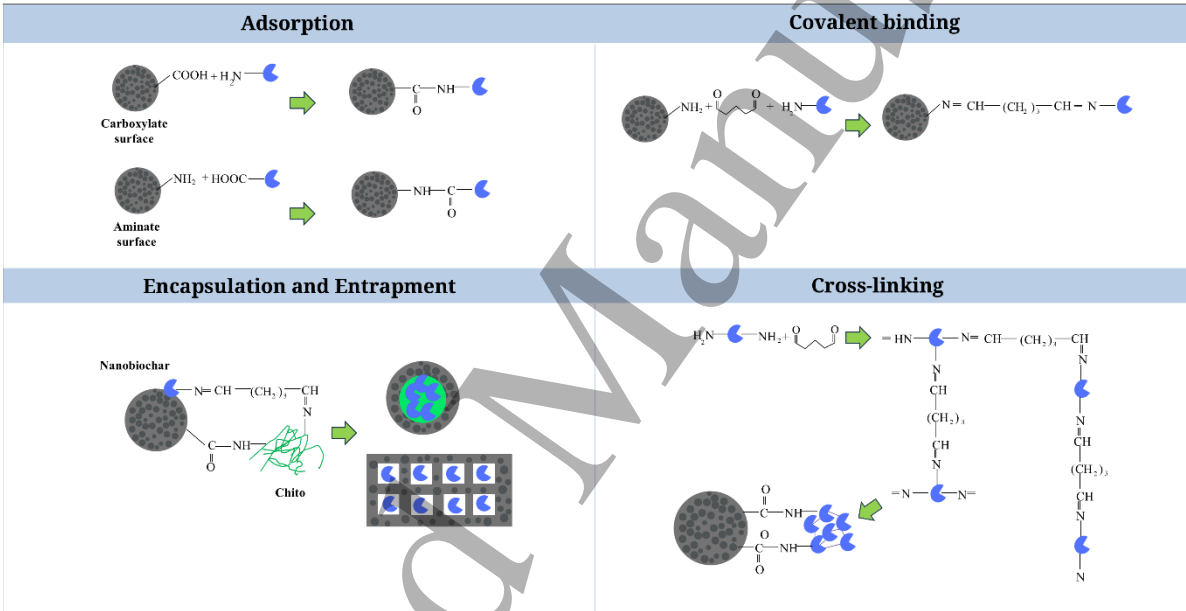 Adsorption
COOH + H2N
C
NH
O
Carboxylate
surface
NH2 + HOOC
NH
C
O
Aminate
surface
Covalent binding
NH2 + O O + H2N
N = CH (CH2)3 CH = N
Encapsulation and Entrapment
Nanobiochar
N= CH (CH2)3 CH
N
C
NH
O
Chito
Cross-linking
H2N NH2 + O O
= HN N= CH (CH2)3 CH
N
N
CH
(CH2)3
CH
N
=N N=
N
CH
(CH2)3
CH
N
N
O
C NH
O O
C NH
O
d Manu